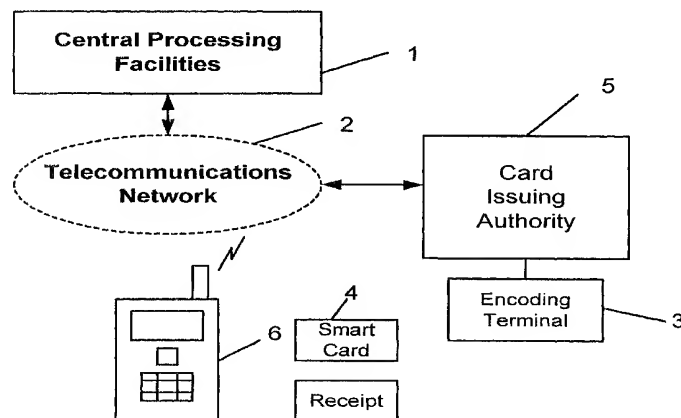 Central Processing
Facilities
1
2
5
Telecommunications
Network
Card
Issuing
Authority
4
6
Smart
Card
Encoding
Terminal
3
Receipt